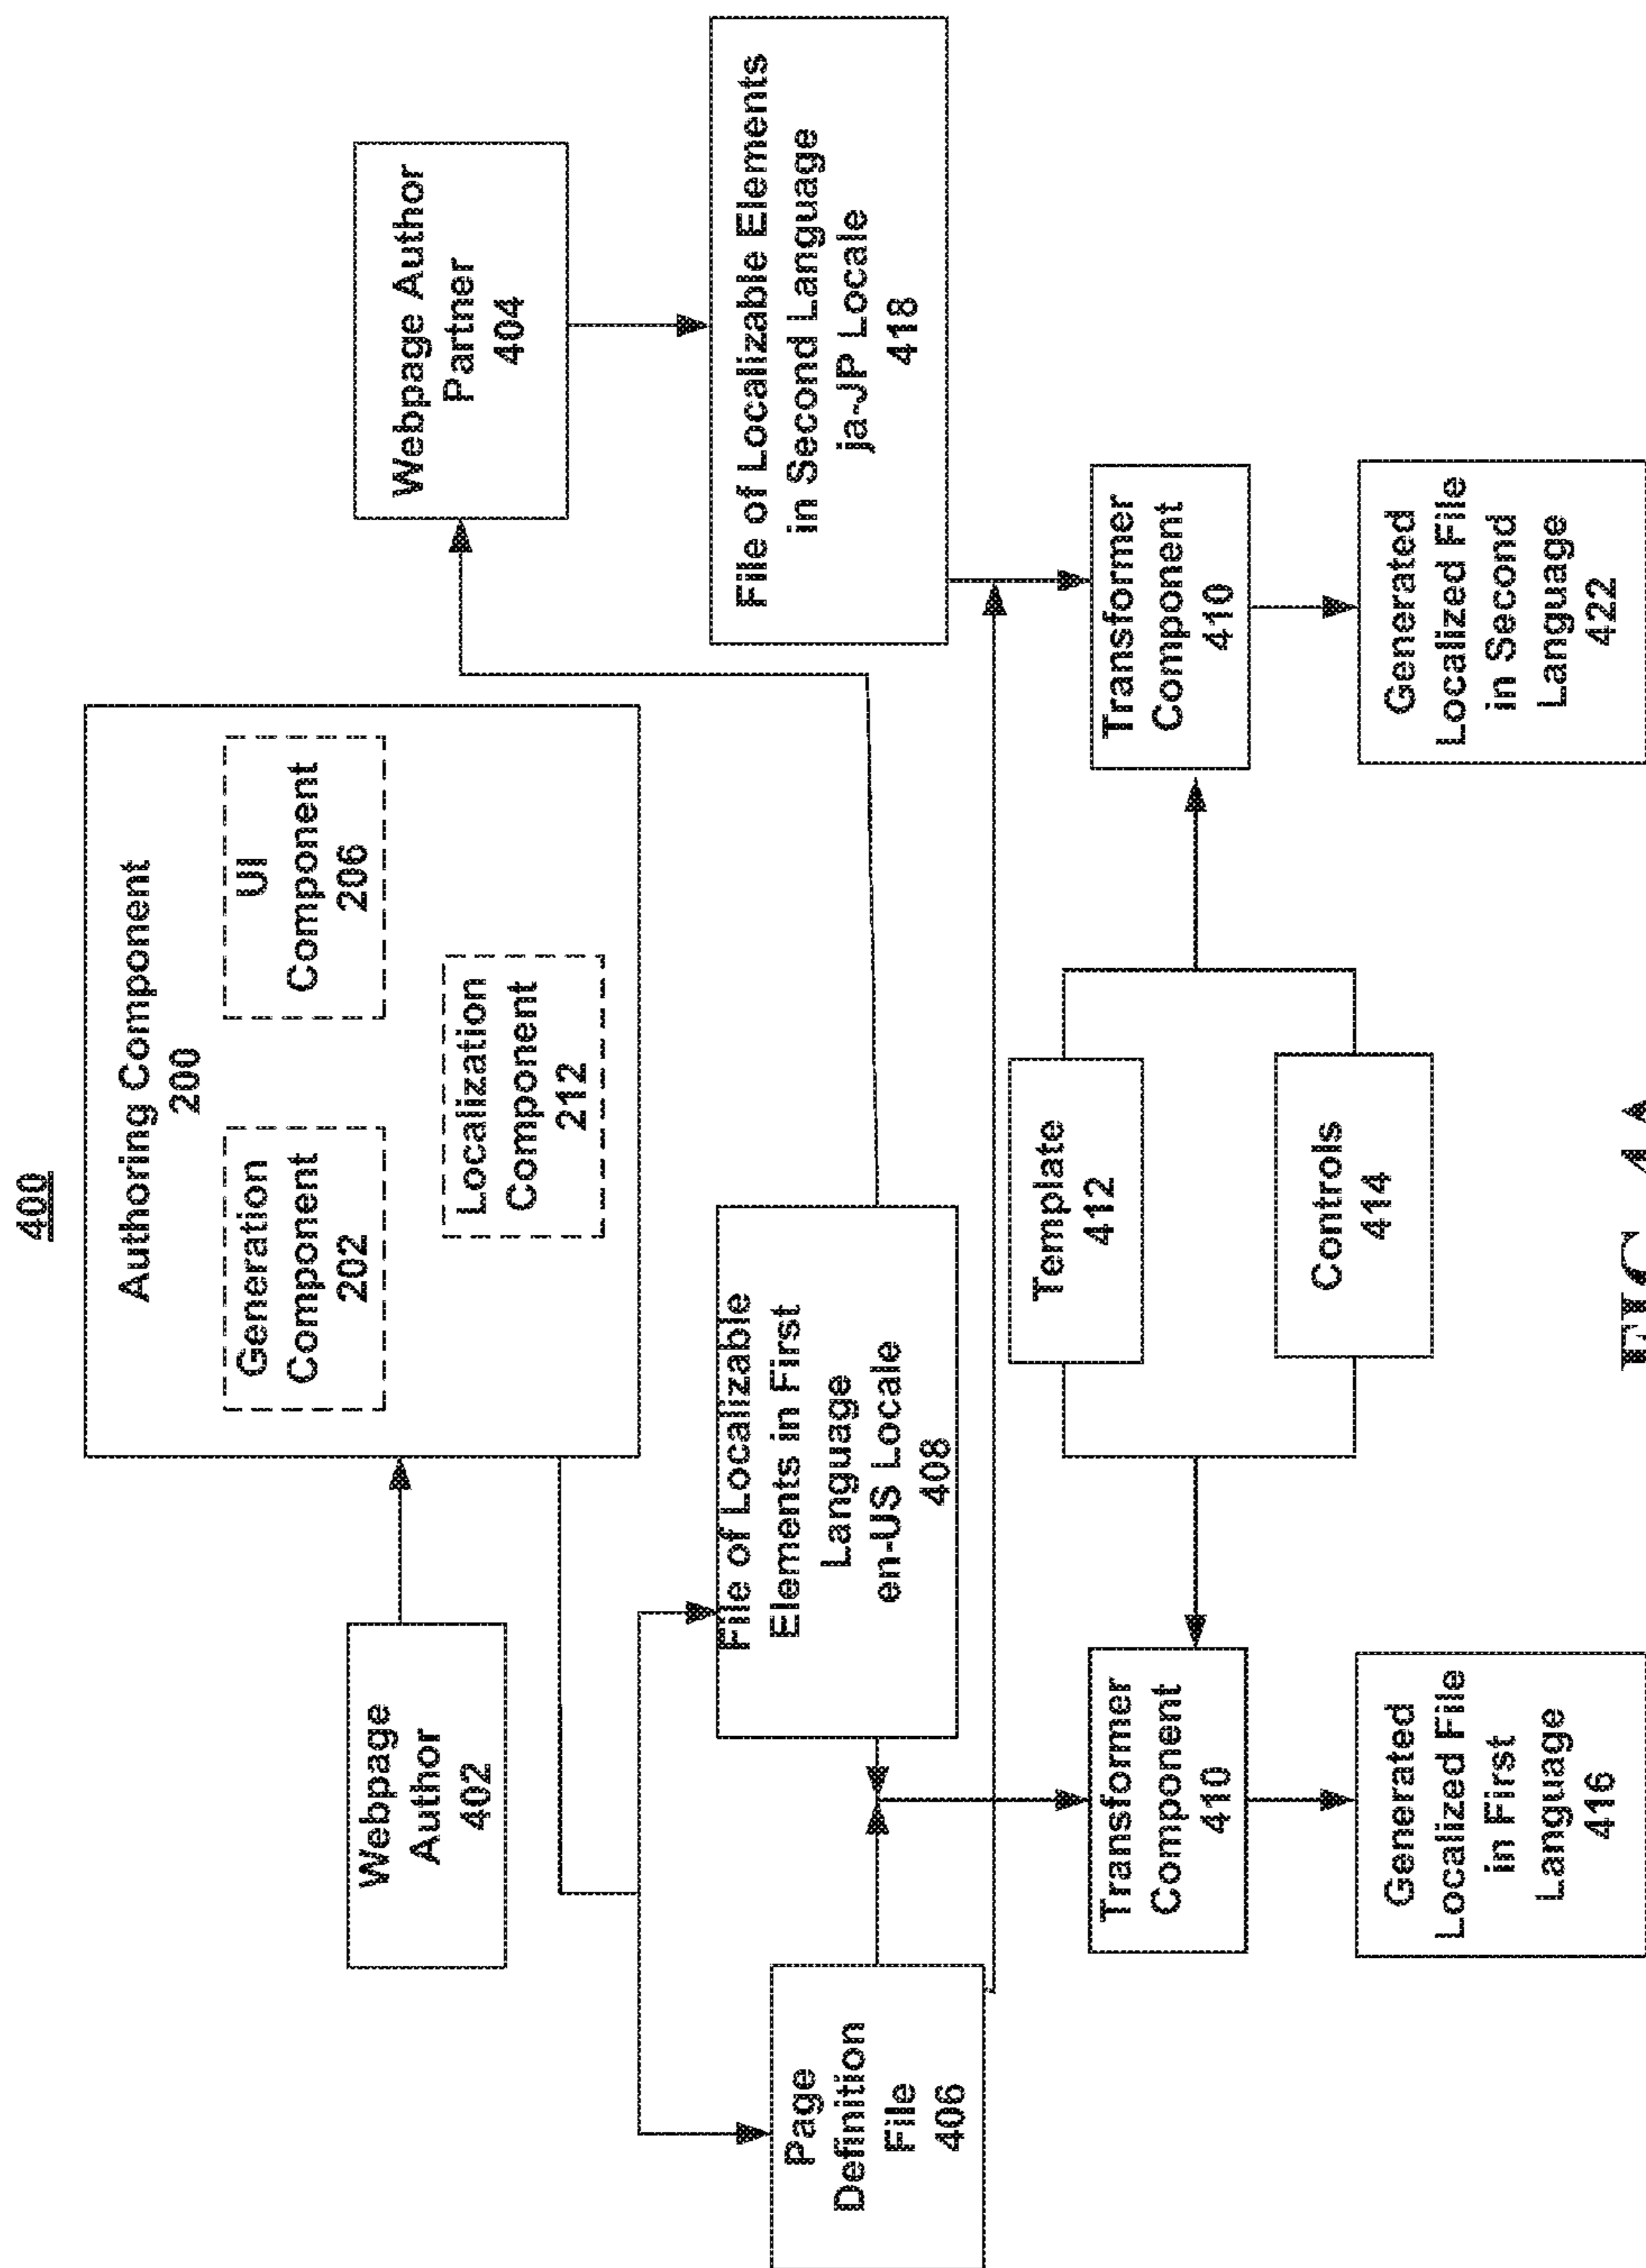 400
Authoring Component
200
Generation
Component
202
UI
Component
206
Localization
Component
212
Webpage
Author
402
Webpage Author
Partner
404
Page
Definition
File
406
File of Localizable
Elements in First
Language
en-US Locale
408
File of Localizable Elements
in Second Language
ja-JP Locale
418
Transformer
Component
410
Template
412
Controls
414
Transformer
Component
410
Generated
Localized File
in First
Language
416
Generated
Localized File
in Second
Language
422
FIG. 4A